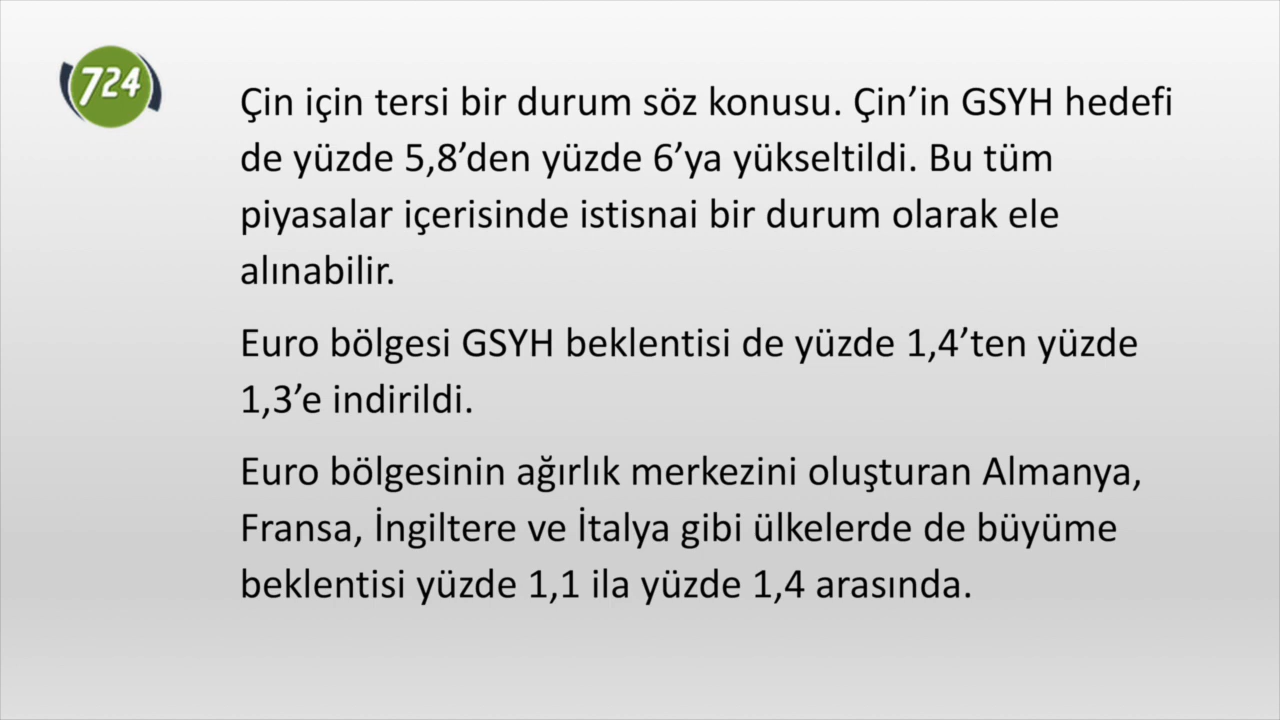 724
Çin için tersi bir durum söz konusu. Çin’in GSYH hedefi
de yüzde 5,8’den yüzde 6’ya yükseltildi. Bu tüm
piyasalar içerisinde istisnai bir durum olarak ele
alınabilir.
Euro bölgesi GSYH beklentisi de yüzde 1,4’ten yüzde
1,3’e indirildi.
Euro bölgesinin ağırlık merkezini oluşturan Almanya,
Fransa, İngiltere ve İtalya gibi ülkelerde de büyüme
beklentisi yüzde 1,1 ila yüzde 1,4 arasında.